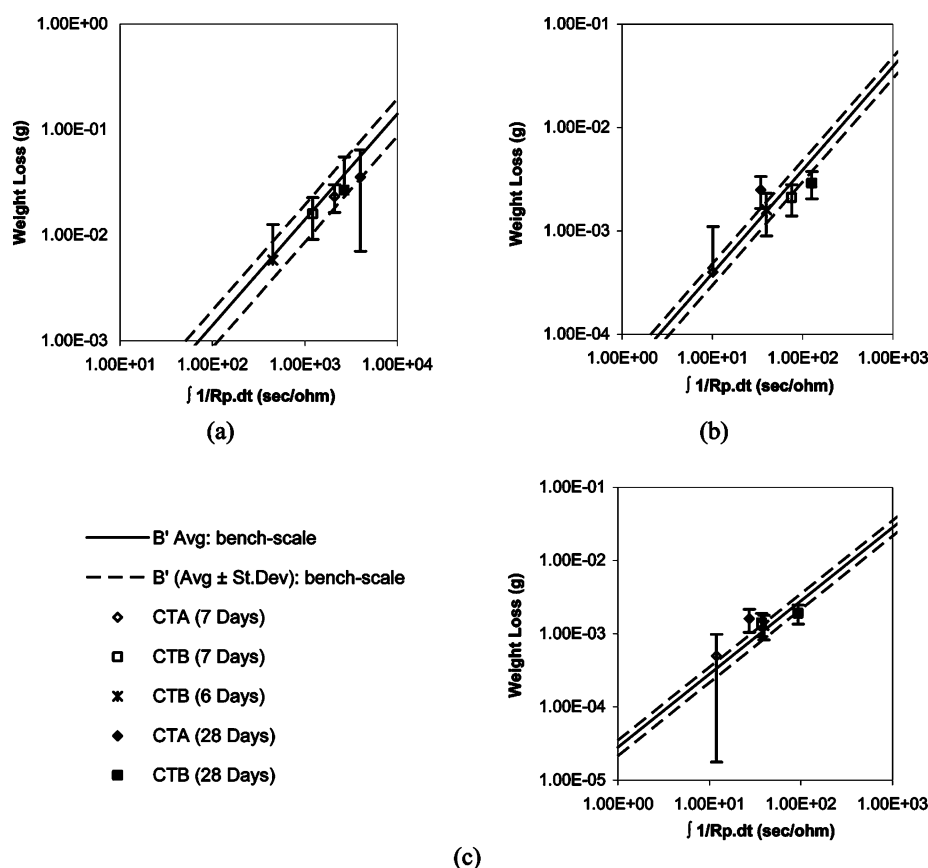 1.00E+00
1.00E-01
1.00E-02
1.00E-03
Weight Loss (g)
1.00E+01 1.00E+02 1.00E+03 1.00E+04
∫ 1/Rp.dt (sec/ohm)
(a)
1.00E-01
1.00E-02
1.00E-03
1.00E-04
Weight Loss (g)
1.00E+00 1.00E+01 1.00E+02 1.00E+03
∫ 1/Rp.dt (sec/ohm)
(b)
B' Avg: bench-scale
B' (Avg ± St.Dev): bench-scale
CTA (7 Days)
CTB (7 Days)
CTB (6 Days)
CTA (28 Days)
CTB (28 Days)
1.00E-01
1.00E-02
1.00E-03
1.00E-04
1.00E-05
Weight Loss (g)
1.00E+00 1.00E+01 1.00E+02 1.00E+03
∫ 1/Rp.dt (sec/ohm)
(c)